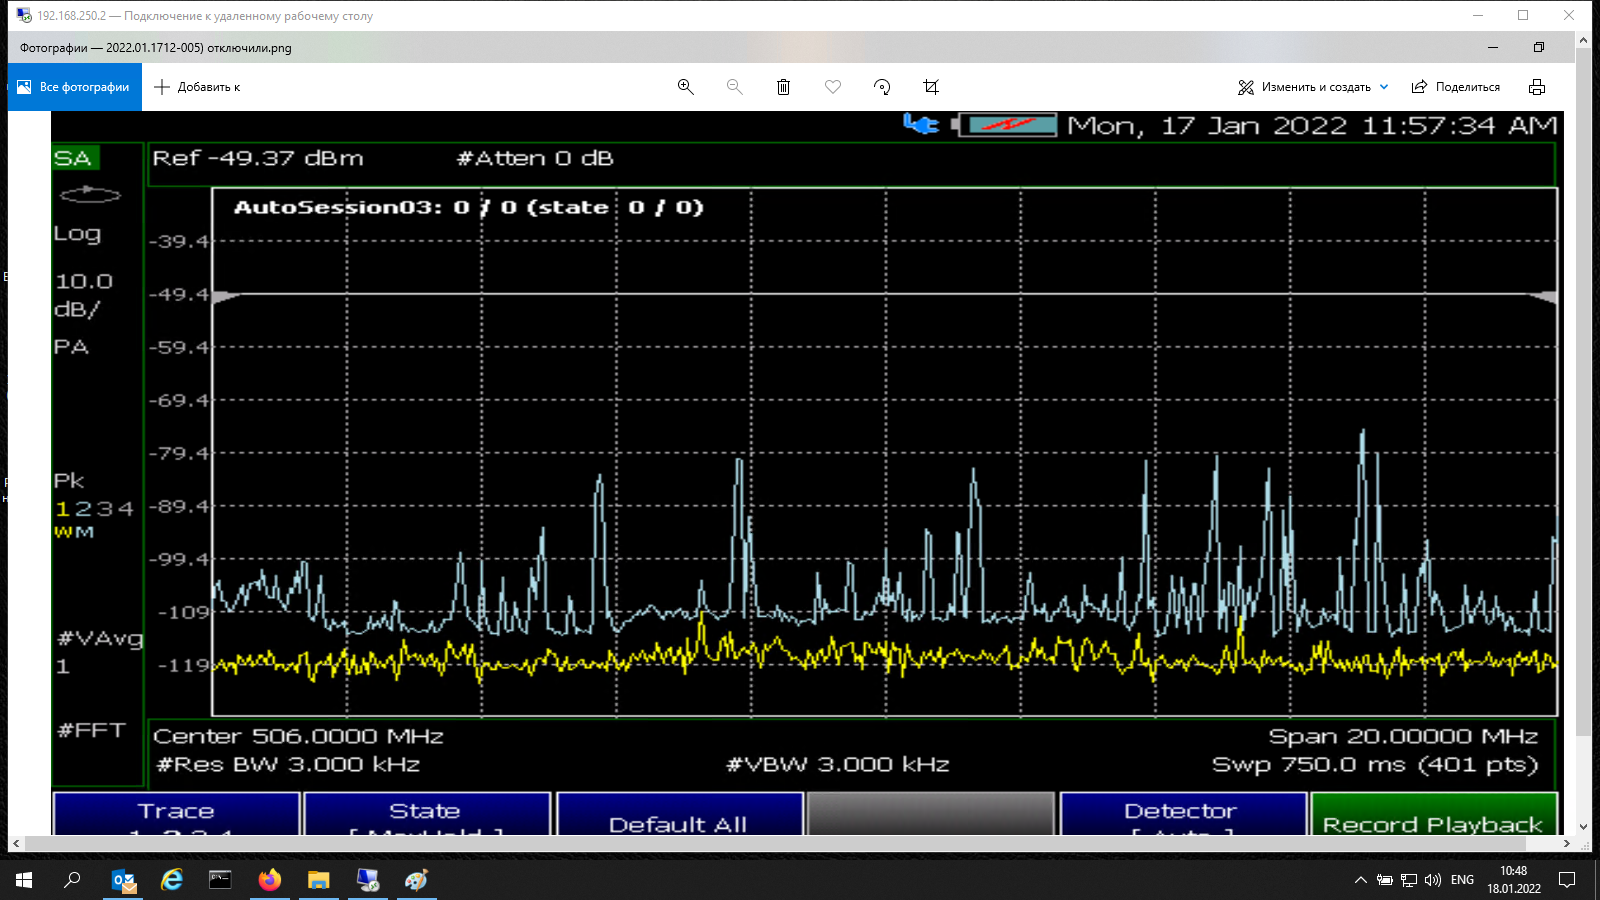 192.168.250.2 — Подключение к удаленному рабочему столу
Фотографии — 2022.01.1712-005) отключили.png
Все фотографии
Добавить к
Изменить и создать
Поделиться
Mon, 17 Jan 2022 11:57:34 AM
SA
Ref -49.37 dBm
#Atten 0 dB
AutoSession03: 0 / 0 (state 0 / 0)
Log
10.0
dB/
PA
Pk
1234
WM
#VAvg
1
#FFT
-39.4
-49.4
-59.4
-69.4
-79.4
-89.4
-99.4
-109
-119
Center 506.0000 MHz
Span 20.00000 MHz
#Res BW 3.000 kHz
#VBW 3.000 kHz
Swp 750.0 ms (401 pts)
Trace
State
[ MaxHold ]
Default All
Detector
[ Auto ]
Record Playback
ENG
10:48
18.01.2022